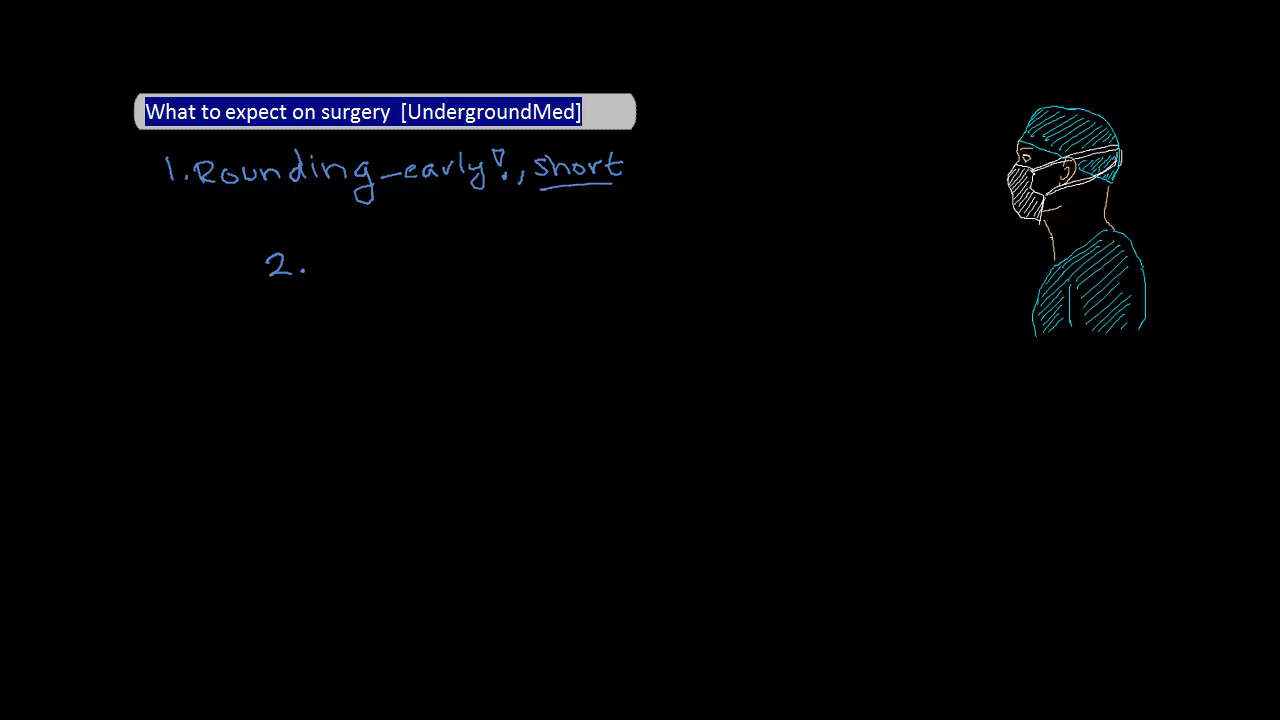 What to expect on surgery [UndergroundMed]
1. Rounding - early!, short
2.